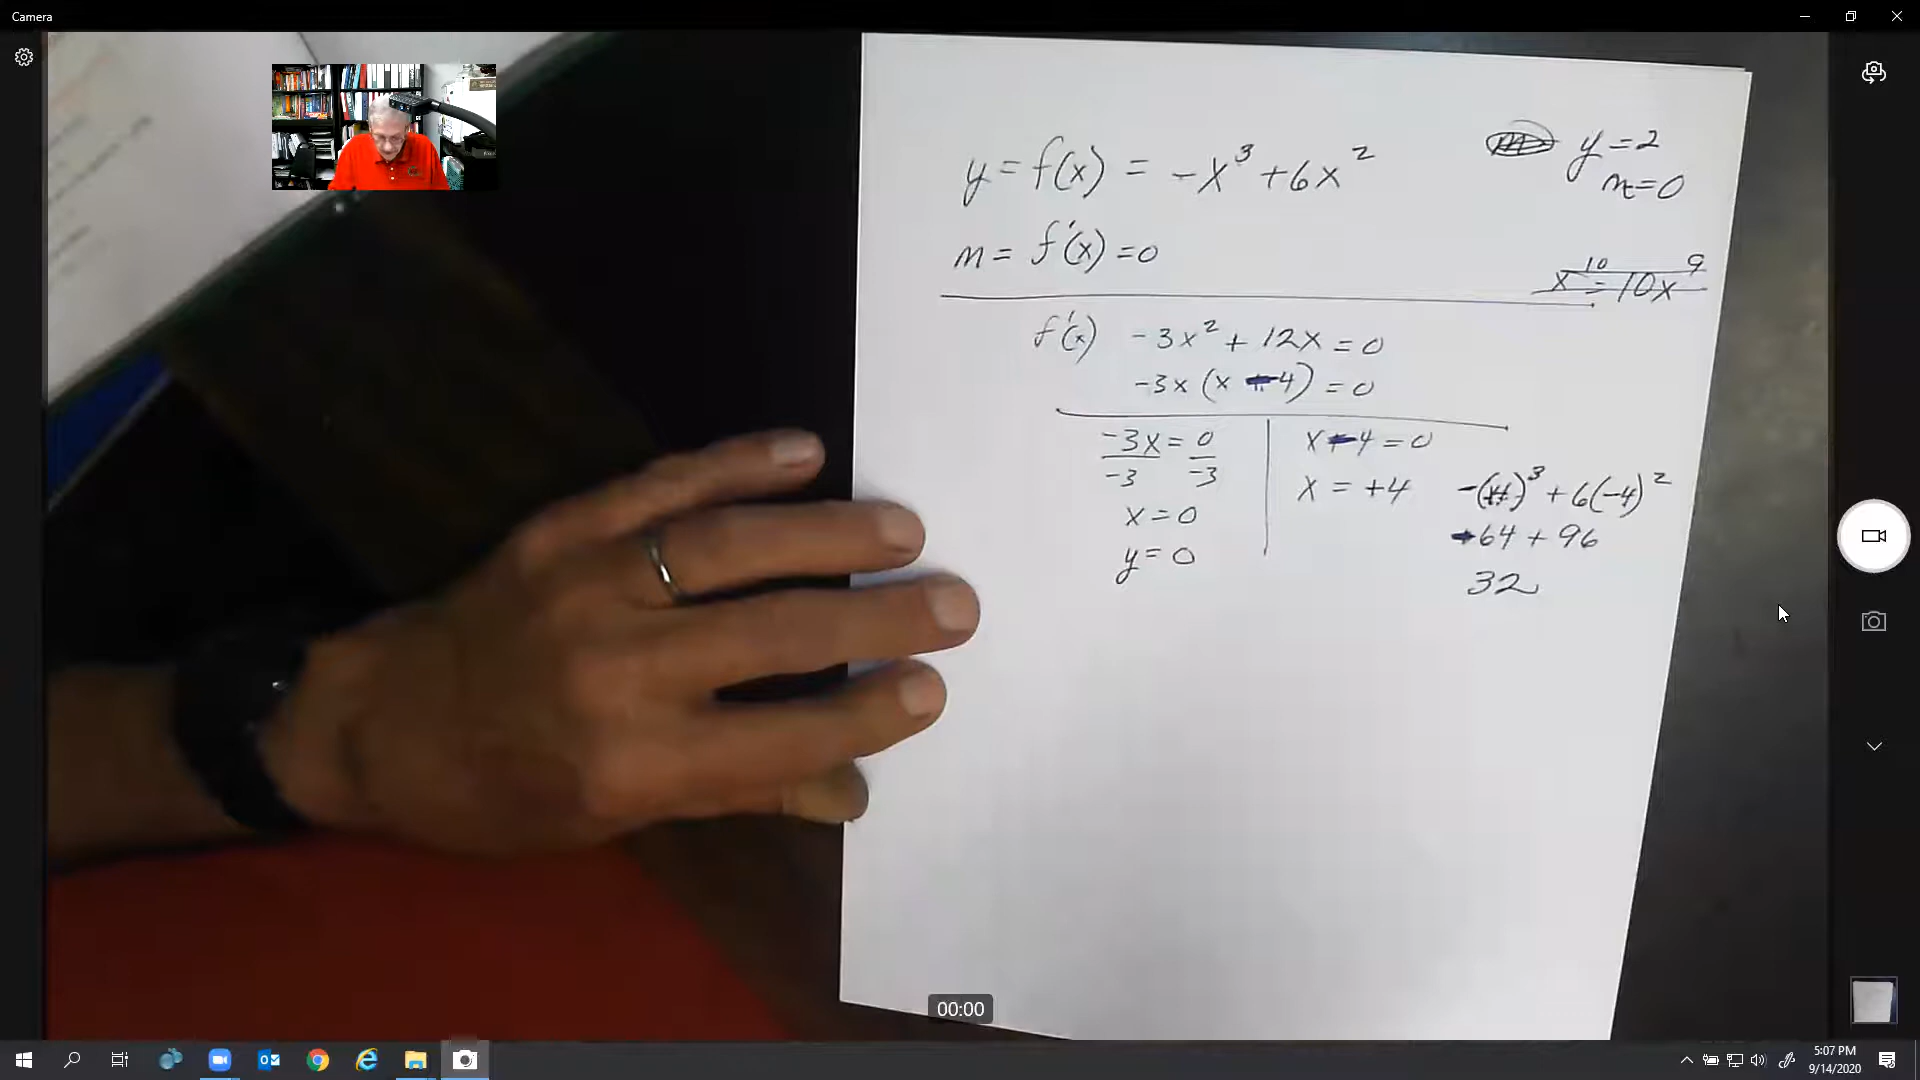 Camera
y = f(x) = -x³ + 6x²
y = 2
m = 0
m = f'(x) = 0
x¹⁰ = 10x⁹
f'(x) -3x² + 12x = 0
-3x (x - 4) = 0
-3x = 0
-3 -3
x = 0
y = 0
x - 4 = 0
x = +4
-(4)³ + 6(-4)²
-64 + 96
32
00:00
5:07 PM
9/14/2020